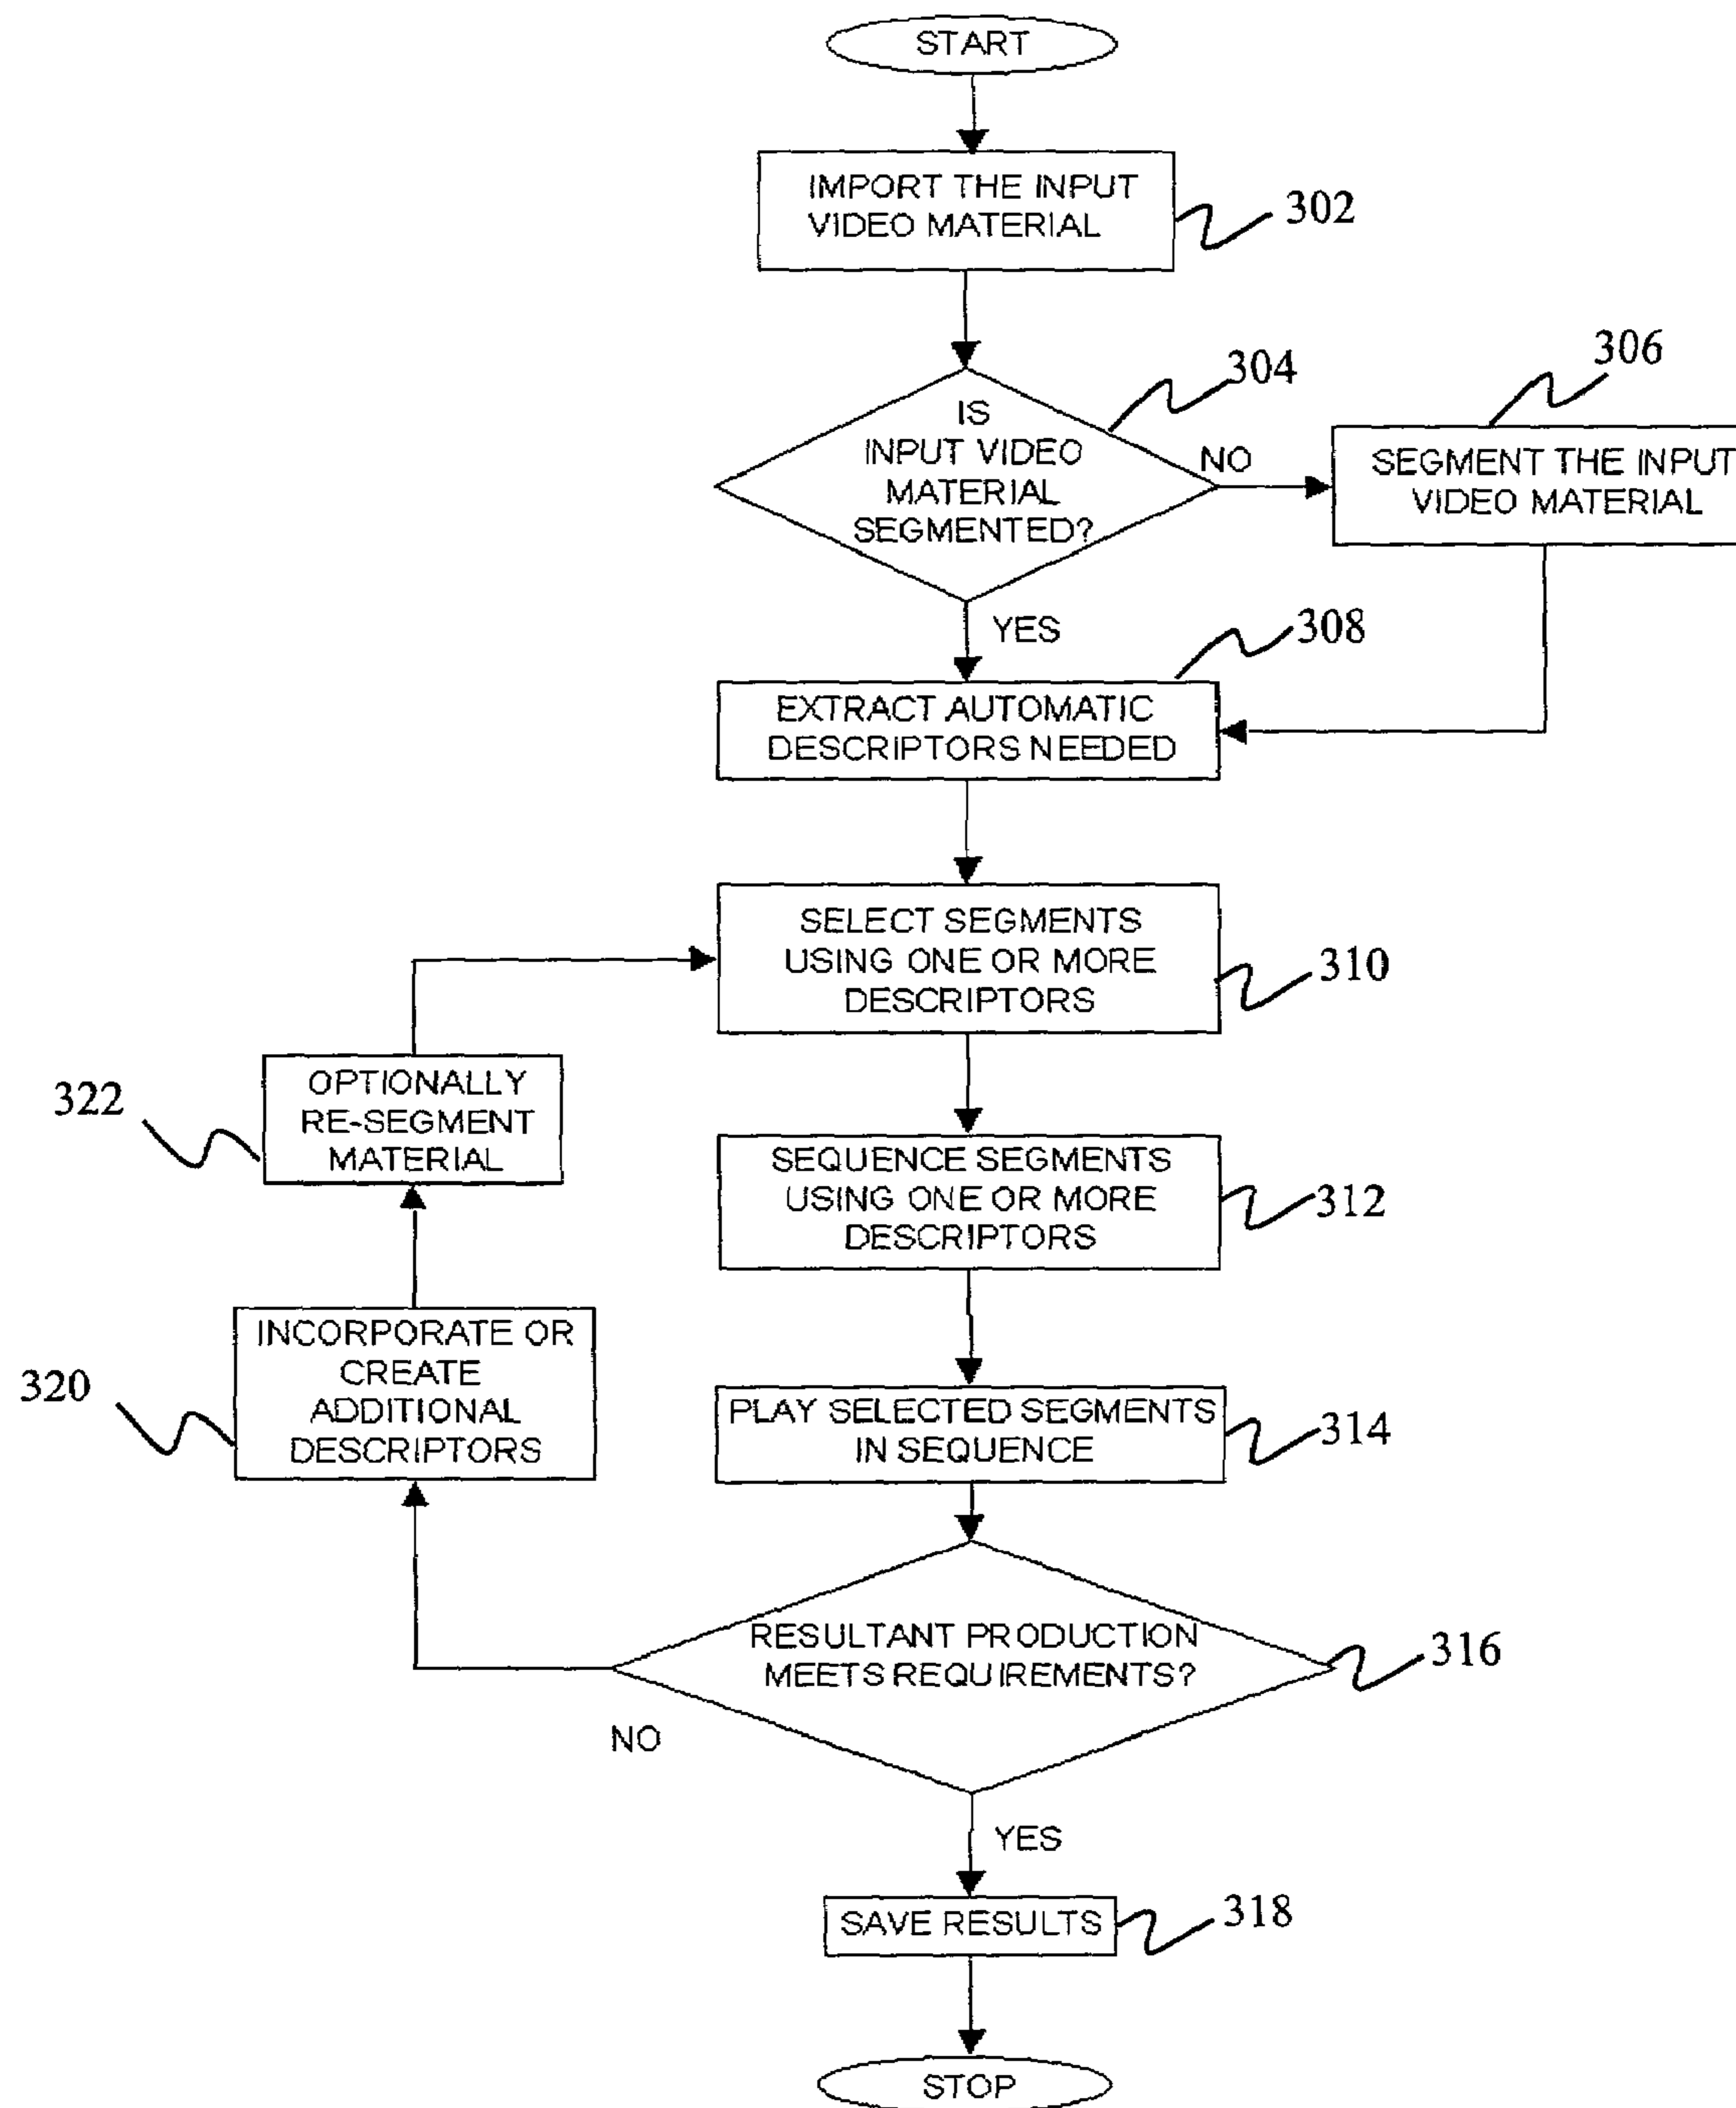 START
IMPORT THE INPUT
VIDEO MATERIAL
302
IS
INPUT VIDEO
MATERIAL
SEGMENTED?
304
NO
306
SEGMENT THE INPUT
VIDEO MATERIAL
YES
308
EXTRACT AUTOMATIC
DESCRIPTORS NEEDED
SELECT SEGMENTS
USING ONE OR MORE
DESCRIPTORS
310
322
OPTIONALLY
RE-SEGMENT
MATERIAL
SEQUENCE SEGMENTS
USING ONE OR MORE
DESCRIPTORS
312
320
INCORPORATE OR
CREATE
ADDITIONAL
DESCRIPTORS
PLAY SELECTED SEGMENTS
IN SEQUENCE
314
RESULTANT PRODUCTION
MEETS REQUIREMENTS?
316
NO
YES
SAVE RESULTS
318
STOP